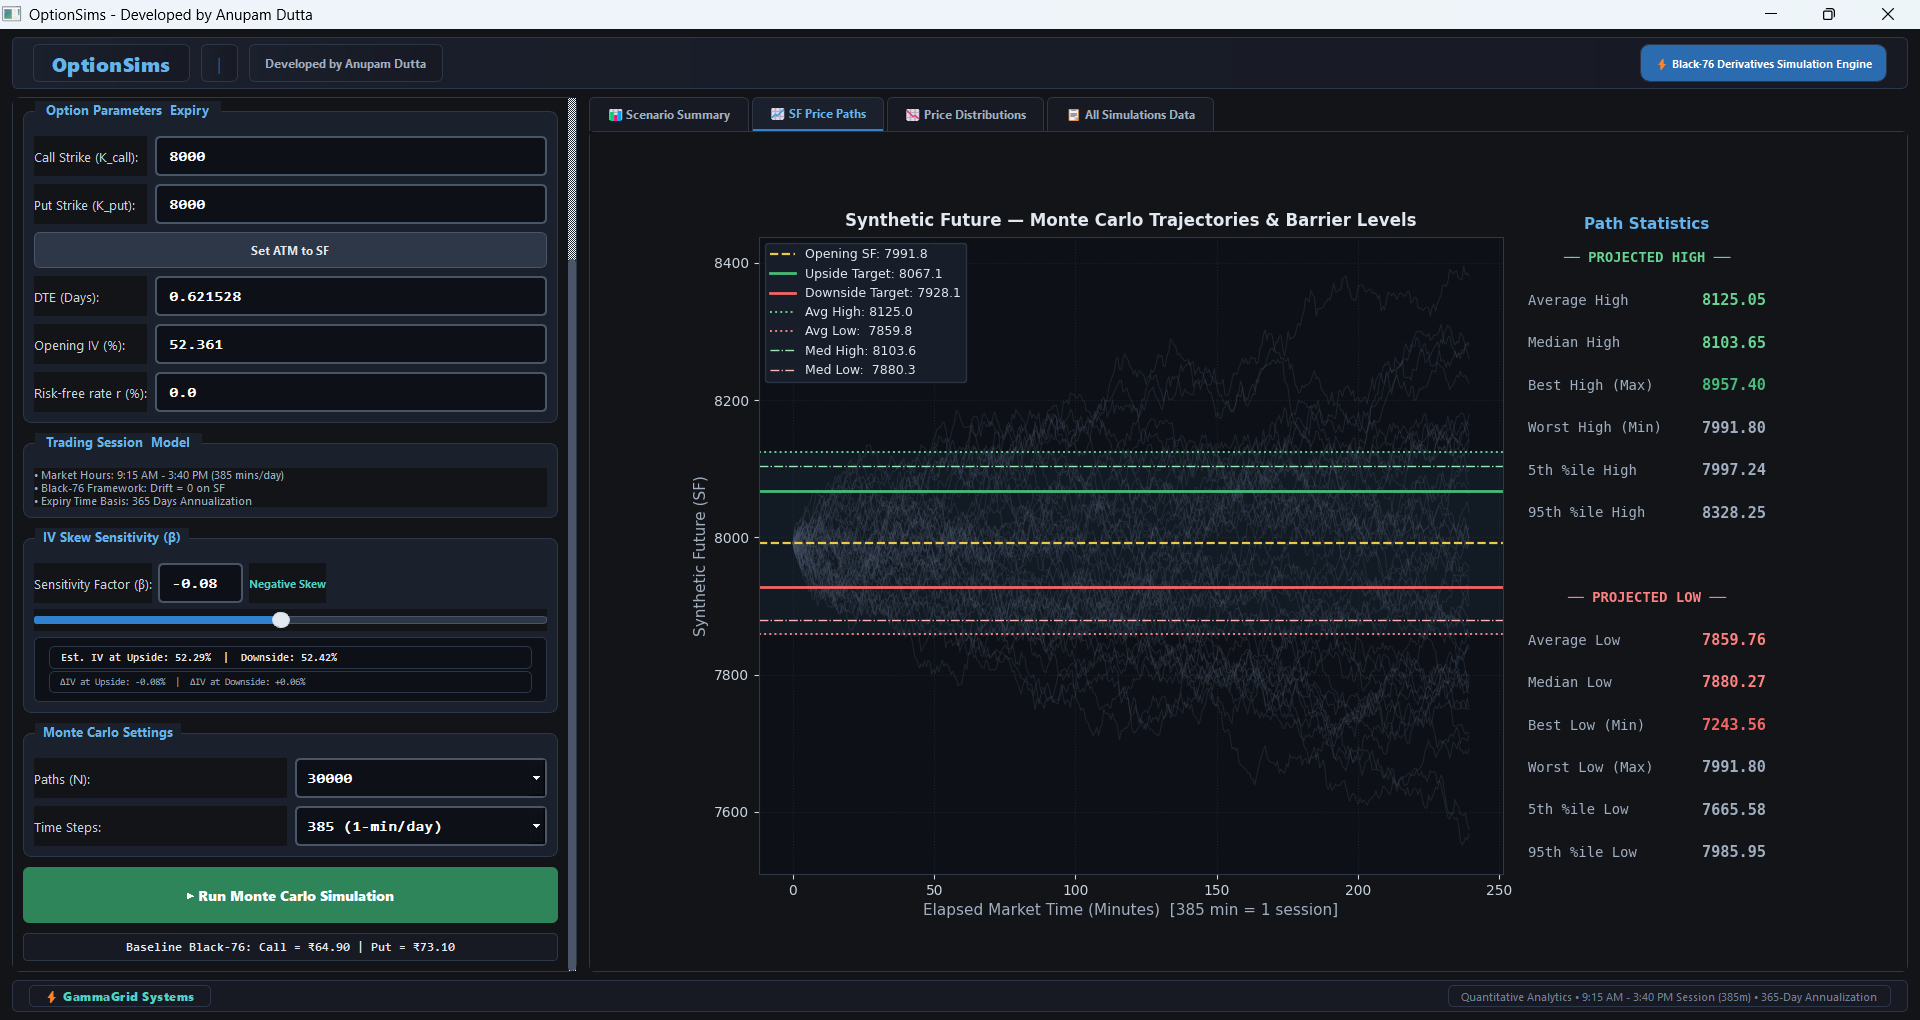 OptionSims - Developed by Anupam Dutta
OptionSims
|
Developed by Anupam Dutta
Black-76 Derivatives Simulation Engine
Option Parameters Expiry
Call Strike (K_call):
8000
Put Strike (K_put):
8000
Set ATM to SF
DTE (Days):
0.621528
Opening IV (%):
52.361
Risk-free rate r (%):
0.0
Trading Session Model
• Market Hours: 9:15 AM - 3:40 PM (385 mins/day)
• Black-76 Framework: Drift = 0 on SF
• Expiry Time Basis: 365 Days Annualization
IV Skew Sensitivity (β)
Sensitivity Factor (β):
-0.08
Negative Skew
Est. IV at Upside: 52.29% | Downside: 52.42%
ΔIV at Upside: -0.08% | ΔIV at Downside: +0.06%
Monte Carlo Settings
Paths (N):
30000
Time Steps:
385 (1-min/day)
Run Monte Carlo Simulation
Baseline Black-76: Call = ₹64.90 | Put = ₹73.10
Scenario Summary
SF Price Paths
Price Distributions
All Simulations Data
Synthetic Future — Monte Carlo Trajectories & Barrier Levels
Opening SF: 7991.8
Upside Target: 8067.1
Downside Target: 7928.1
Avg High: 8125.0
Avg Low: 7859.8
Med High: 8103.6
Med Low: 7880.3
8400
8200
8000
7800
7600
Synthetic Future (SF)
0
50
100
150
200
250
Elapsed Market Time (Minutes) [385 min = 1 session]
Path Statistics
── PROJECTED HIGH ──
Average High 8125.05
Median High 8103.65
Best High (Max) 8957.40
Worst High (Min) 7991.80
5th %ile High 7997.24
95th %ile High 8328.25
── PROJECTED LOW ──
Average Low 7859.76
Median Low 7880.27
Best Low (Min) 7243.56
Worst Low (Max) 7991.80
5th %ile Low 7665.58
95th %ile Low 7985.95
GammaGrid Systems
Quantitative Analytics • 9:15 AM - 3:40 PM Session (385m) • 365-Day Annualization